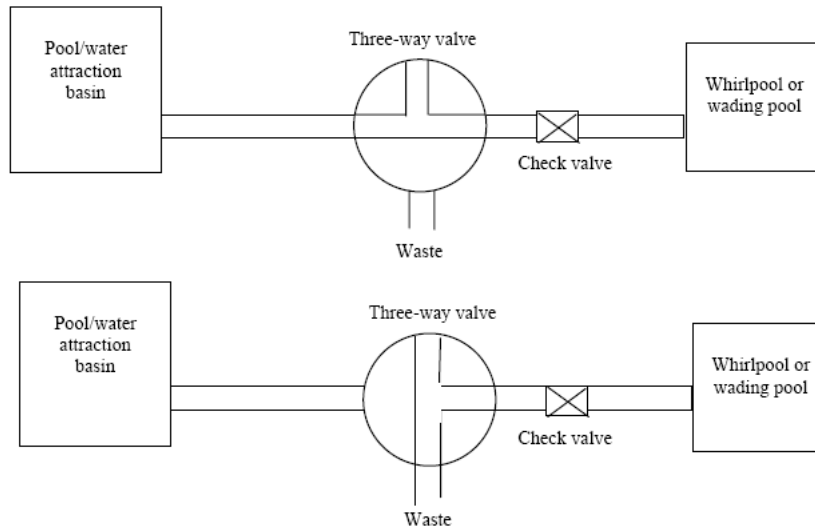 Three-way valve
Pool/water
attraction
basin
Whirlpool or
wading pool
Check valve
Waste
Three-way valve
Pool/water
attraction
basin
Whirlpool or
wading pool
Check valve
Waste